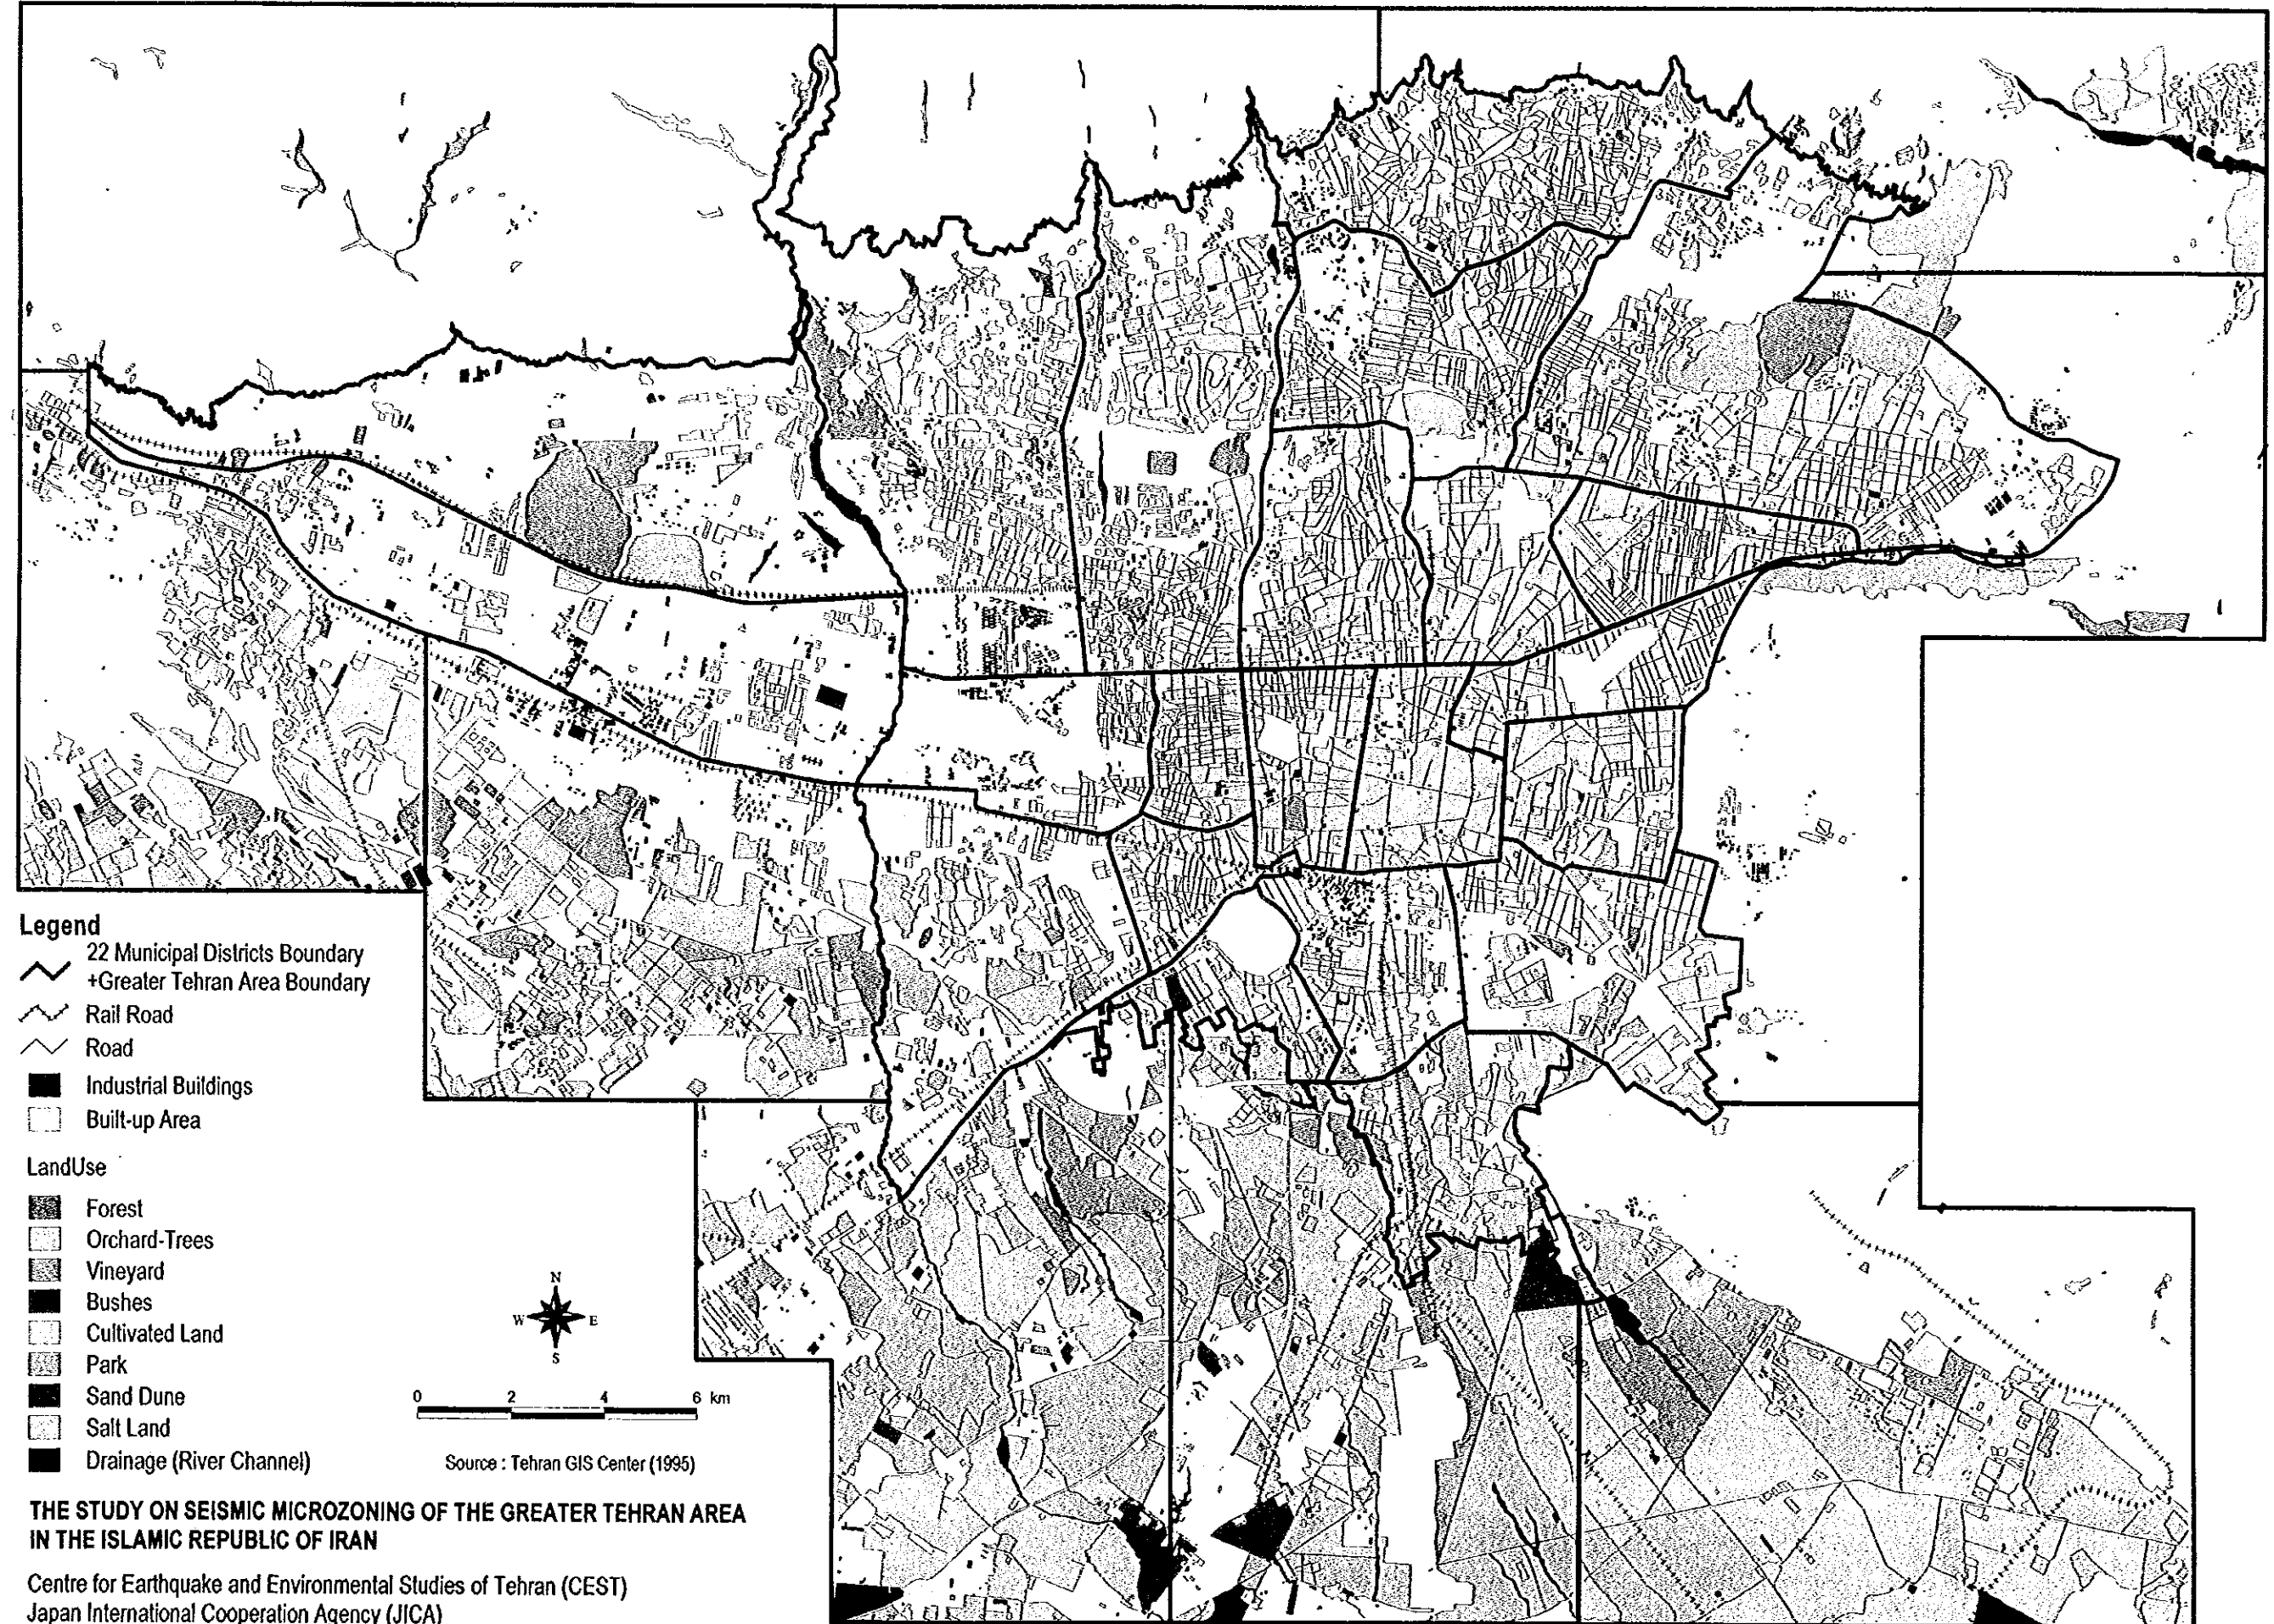 Legend
22 Municipal Districts Boundary
+Greater Tehran Area Boundary
Rail Road
Road
Industrial Buildings
Built-up Area
LandUse
Forest
Orchard-Trees
Vineyard
Bushes
Cultivated Land
Park
Sand Dune
Salt Land
Drainage (River Channel)
N
W E
S
0 2 4 6 km
Source : Tehran GIS Center (1995)
THE STUDY ON SEISMIC MICROZONING OF THE GREATER TEHRAN AREA
IN THE ISLAMIC REPUBLIC OF IRAN
Centre for Earthquake and Environmental Studies of Tehran (CEST)
Japan International Cooperation Agency (JICA)